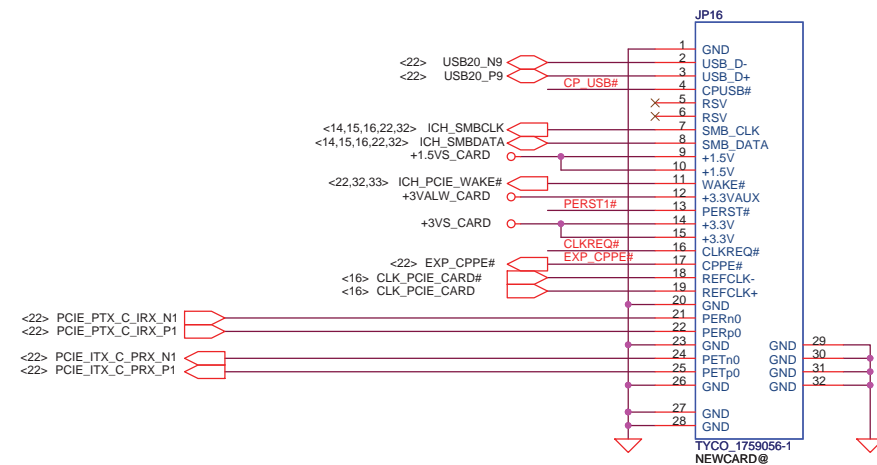 JP16
1 GND
<22> USB20_N9 2 USB_D-
<22> USB20_P9 3 USB_D+
CP_USB# 4 CPUSB#
5 RSV
6 RSV
<14,15,16,22,32> ICH_SMBCLK 7 SMB_CLK
<14,15,16,22,32> ICH_SMBDATA 8 SMB_DATA
+1.5VS_CARD 9 +1.5V
10 +1.5V
<22,32,33> ICH_PCIE_WAKE# 11 WAKE#
+3VALW_CARD 12 +3.3VAUX
PERST1# 13 PERST#
+3VS_CARD 14 +3.3V
15 +3.3V
CLKREQ# 16 CLKREQ#
<22> EXP_CPPE# EXP_CPPE# 17 CPPE#
<16> CLK_PCIE_CARD# 18 REFCLK-
<16> CLK_PCIE_CARD 19 REFCLK+
20 GND
<22> PCIE_PTX_C_IRX_N1 21 PERn0
<22> PCIE_PTX_C_IRX_P1 22 PERp0
23 GND GND 29
<22> PCIE_ITX_C_PRX_N1 24 PETn0 GND 30
<22> PCIE_ITX_C_PRX_P1 25 PETp0 GND 31
26 GND GND 32
27 GND
28 GND
TYCO_1759056-1
NEWCARD@